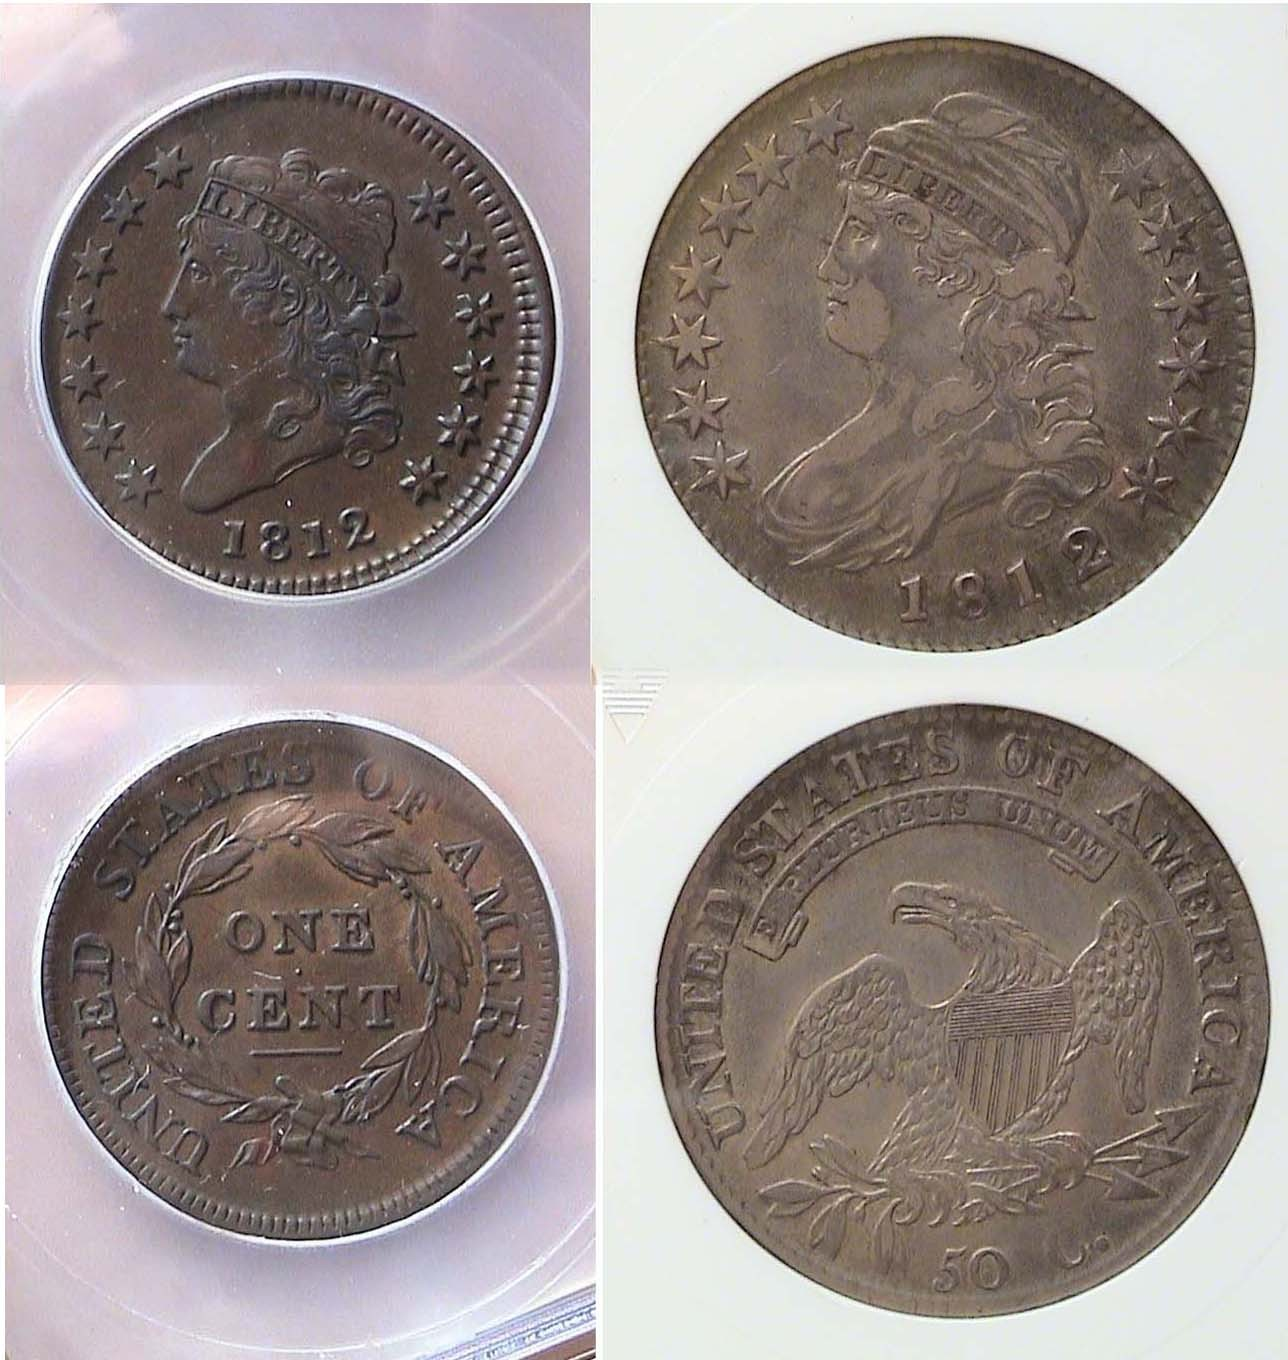 LIBERTY
1812
LIBERTY
1812
UNITED STATES OF AMERICA
ONE
CENT
UNITED STATES OF AMERICA
E PLURIBUS UNUM
50 C.